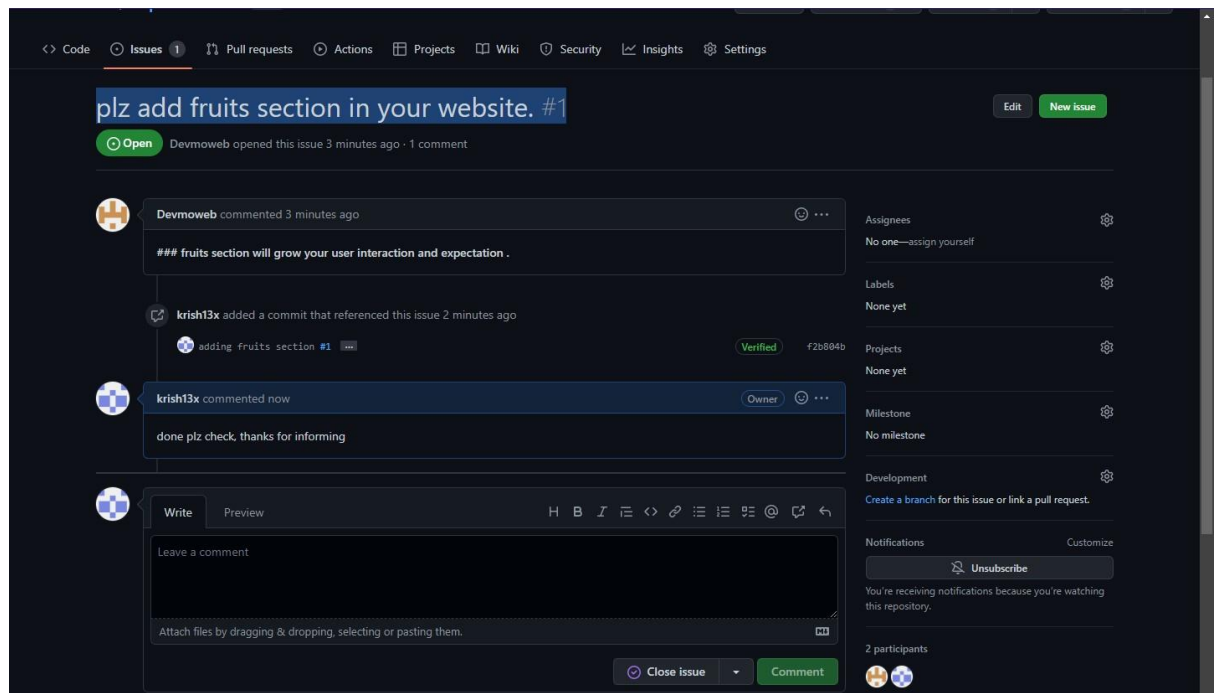 Code Issues 1 Pull requests Actions Projects Wiki Security Insights Settings
plz add fruits section in your website. #1
Edit New issue
Open Devmoweb opened this issue 3 minutes ago · 1 comment
Devmoweb commented 3 minutes ago
### fruits section will grow your user interaction and expectation .
krish13x added a commit that referenced this issue 2 minutes ago
adding fruits section #1 Verified f2b804b
krish13x commented now Owner
done plz check, thanks for informing
Write Preview
Leave a comment
Attach files by dragging & dropping, selecting or pasting them.
Close issue Comment
Assignees
No one—assign yourself
Labels
None yet
Projects
None yet
Milestone
No milestone
Development
Create a branch for this issue or link a pull request.
Notifications Customize
Unsubscribe
You're receiving notifications because you're watching
this repository.
2 participants